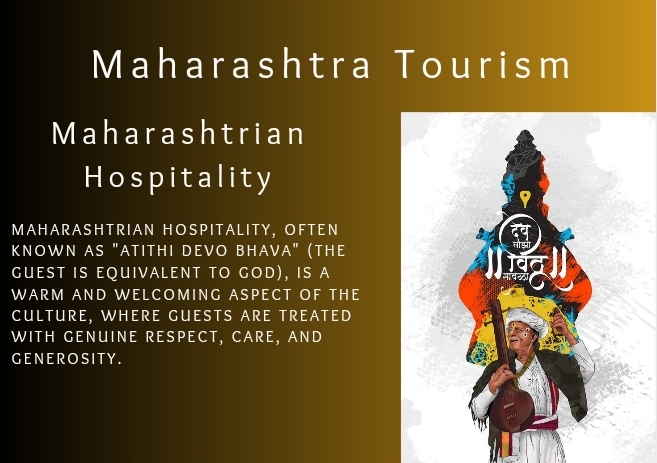 Maharashtra Tourism
Maharashtrian
Hospitality
MAHARASHTRIAN HOSPITALITY, OFTEN
KNOWN AS "ATITHI DEVO BHAVA" (THE
GUEST IS EQUIVALENT TO GOD), IS A
WARM AND WELCOMING ASPECT OF THE
CULTURE, WHERE GUESTS ARE TREATED
WITH GENUINE RESPECT, CARE, AND
GENEROSITY.
देव
माझा
॥ विठू ॥
सावळा